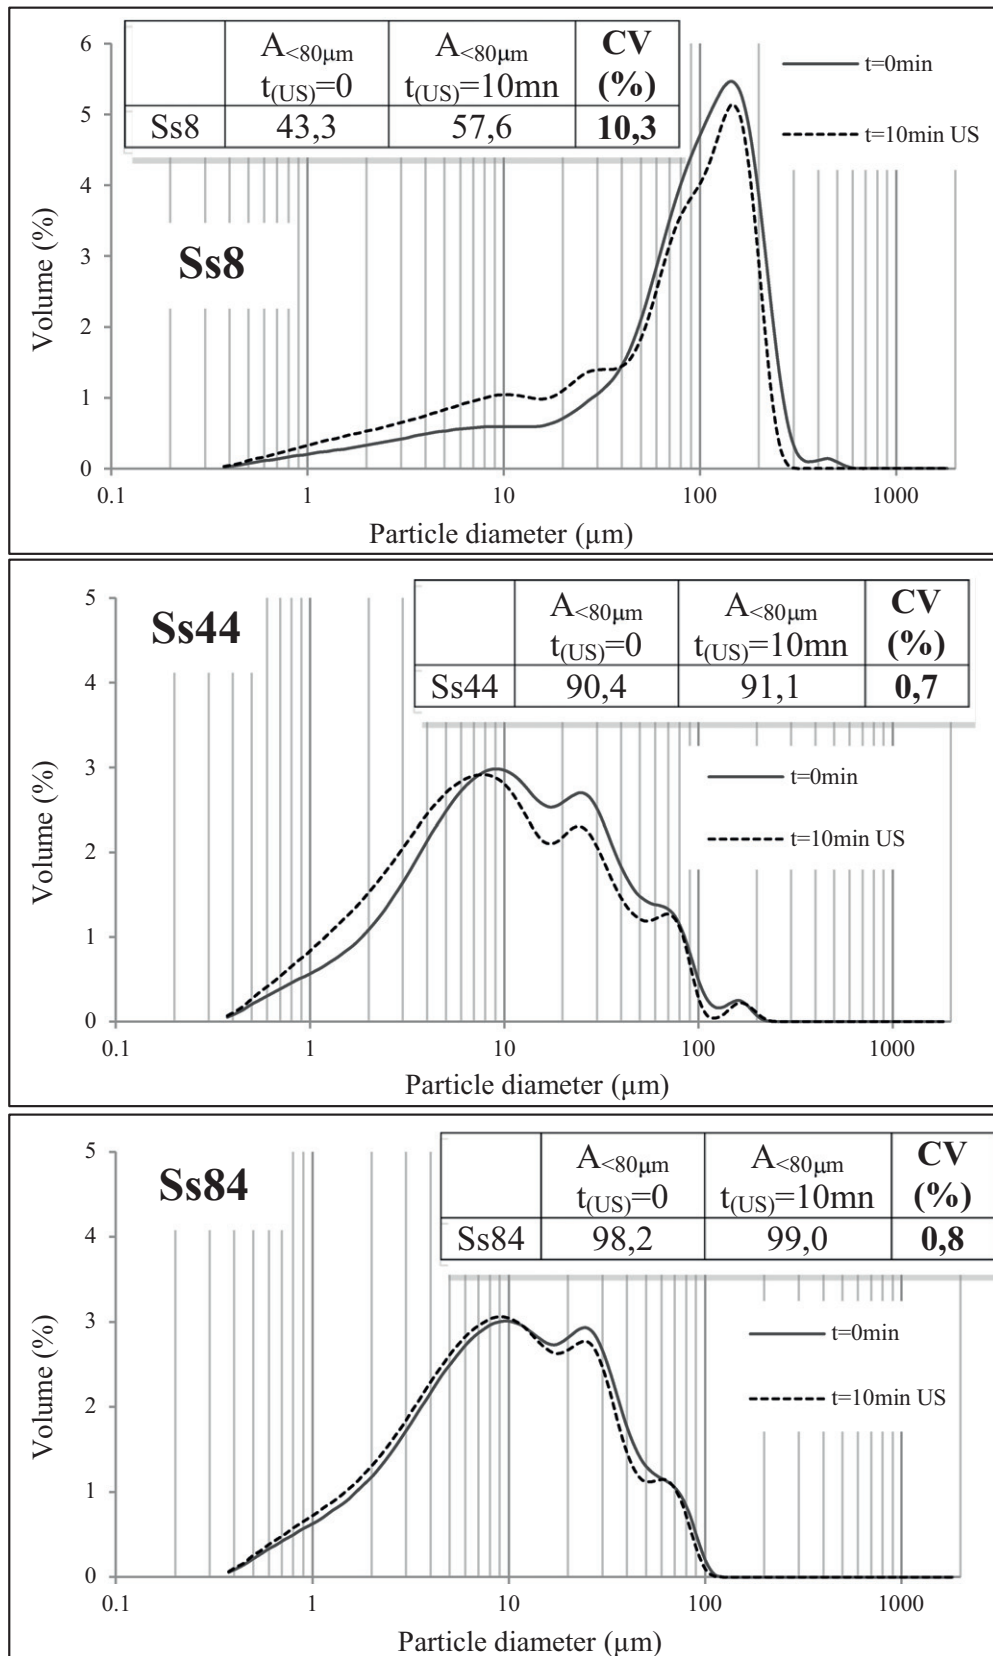 A<80μm A<80μm CV
t(US)=0 t(US)=10mn (%)
Ss8 43,3 57,6 10,3
t=0min
t=10min US
Ss8
Volume (%)
6
5
4
3
2
1
0
0.1 1 10 100 1000
Particle diameter (μm)
A<80μm A<80μm CV
t(US)=0 t(US)=10mn (%)
Ss44 90,4 91,1 0,7
Ss44
t=0min
t=10min US
Volume (%)
5
4
3
2
1
0
0.1 1 10 100 1000
Particle diameter (μm)
A<80μm A<80μm CV
t(US)=0 t(US)=10mn (%)
Ss84 98,2 99,0 0,8
Ss84
t=0min
t=10min US
Volume (%)
5
4
3
2
1
0
0.1 1 10 100 1000
Particle diameter (μm)